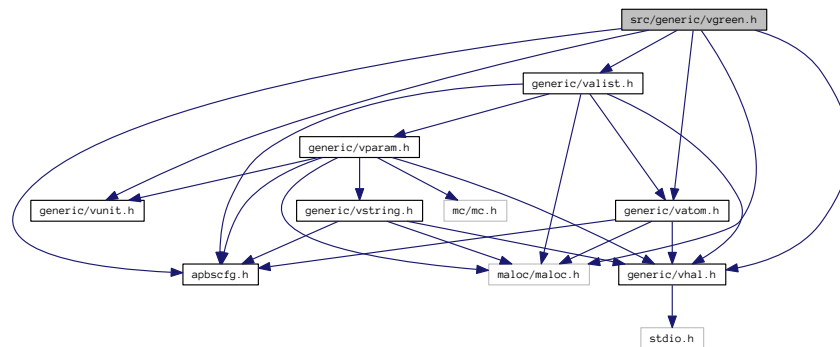 src/generic/vgreen.h
generic/valist.h
generic/vparam.h
generic/vunit.h
generic/vstring.h
mc/mc.h
generic/vatom.h
apbscfg.h
maloc/maloc.h
generic/vhal.h
stdio.h